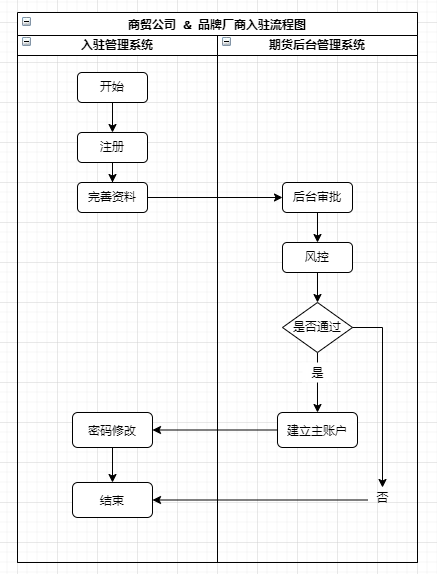 商贸公司 & 品牌厂商入驻流程图
入驻管理系统
期货后台管理系统
开始
注册
完善资料
后台审批
风控
是否通过
是
密码修改
建立主账户
结束
否